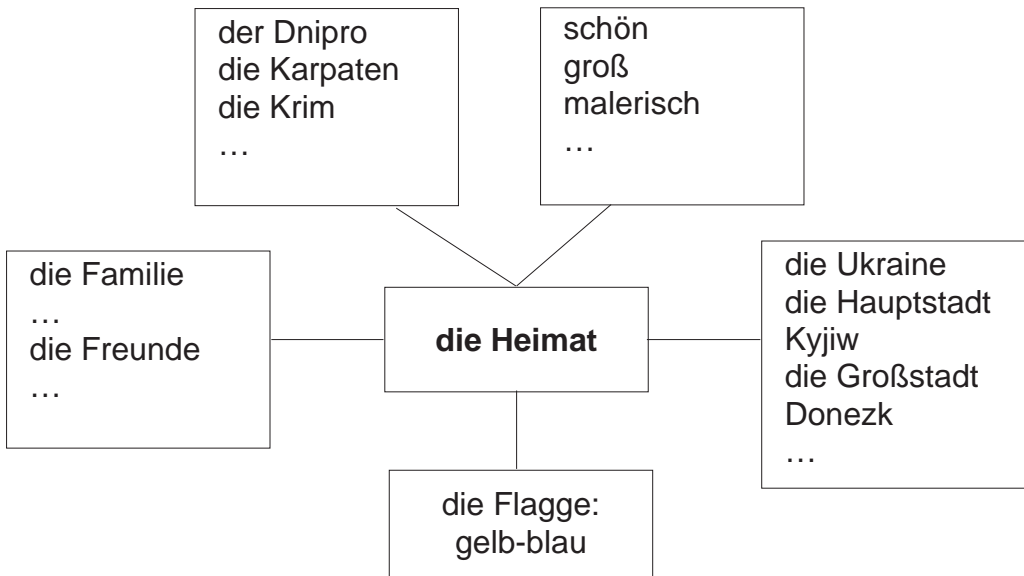 der Dnipro
die Karpaten
die Krim
…
schön
groß
malerisch
…
die Familie
…
die Freunde
…
die Heimat
die Ukraine
die Hauptstadt
Kyjiw
die Großstadt
Donezk
…
die Flagge:
gelb-blau